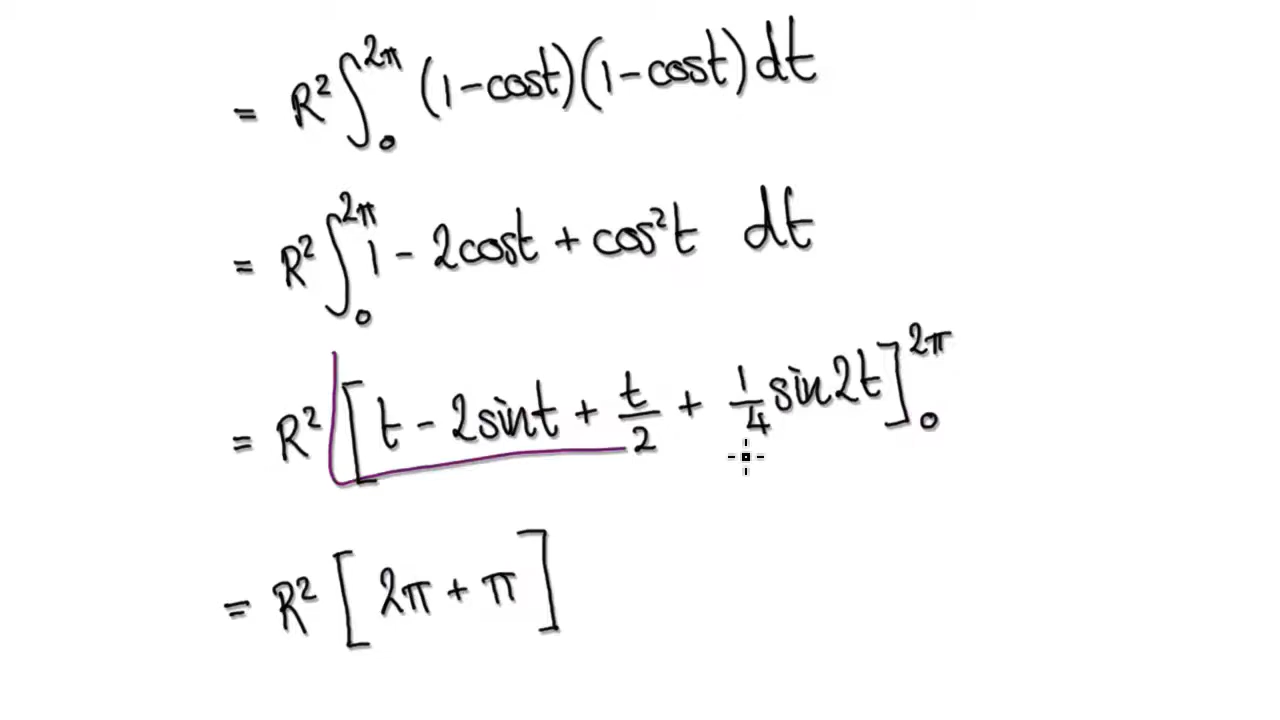 = R² ∫₀^2π (1-cost)(1-cost) dt
= R² ∫₀^2π 1 - 2cost + cos²t dt
= R² [t - 2sint + t/2 + 1/4 sin2t]₀^2π
= R² [2π + π]